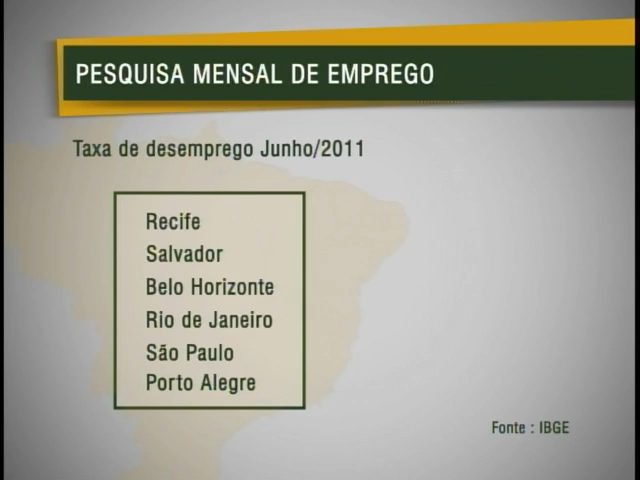 PESQUISA MENSAL DE EMPREGO
Taxa de desemprego Junho/2011
Recife
Salvador
Belo Horizonte
Rio de Janeiro
São Paulo
Porto Alegre
Fonte : IBGE